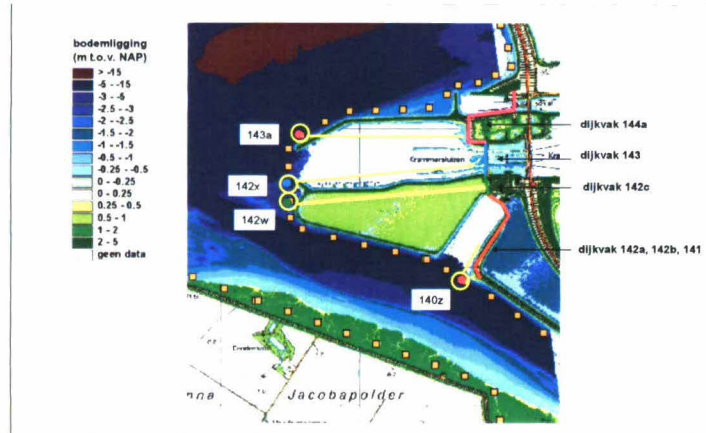 bodemligging
(m t.o.v. NAP)
> -15
-5 - -15
-3 - -5
-2.5 - -3
-2 - -2.5
-1.5 - -2
-1 - -1.5
-0.5 - -1
-0.25 - -0.5
0 - -0.25
0 - 0.25
0.25 - 0.5
0.5 - 1
1 - 2
2 - 5
geen data
143a
142x
142w
140z
Krammersluizen
Kra
dijkvak 144a
dijkvak 143
dijkvak 142c
dijkvak 142a, 142b, 141
nna
Jacobapolder